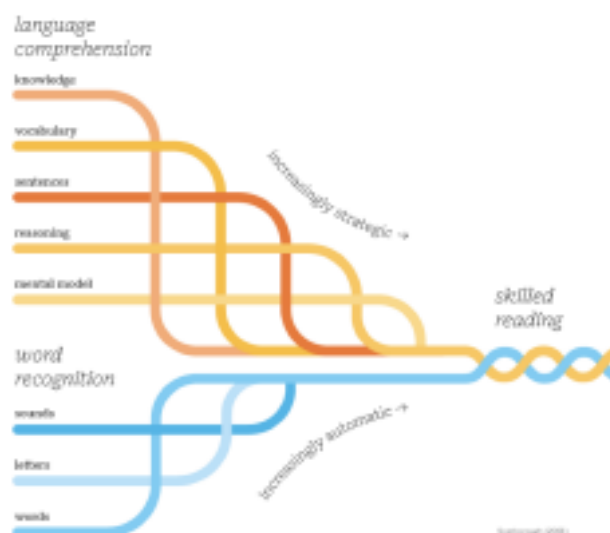 language
comprehension
knowledge
vocabulary
sentences
reasoning
mental model
increasingly strategic →
skilled
reading
word
recognition
sounds
letters
words
increasingly automatic →